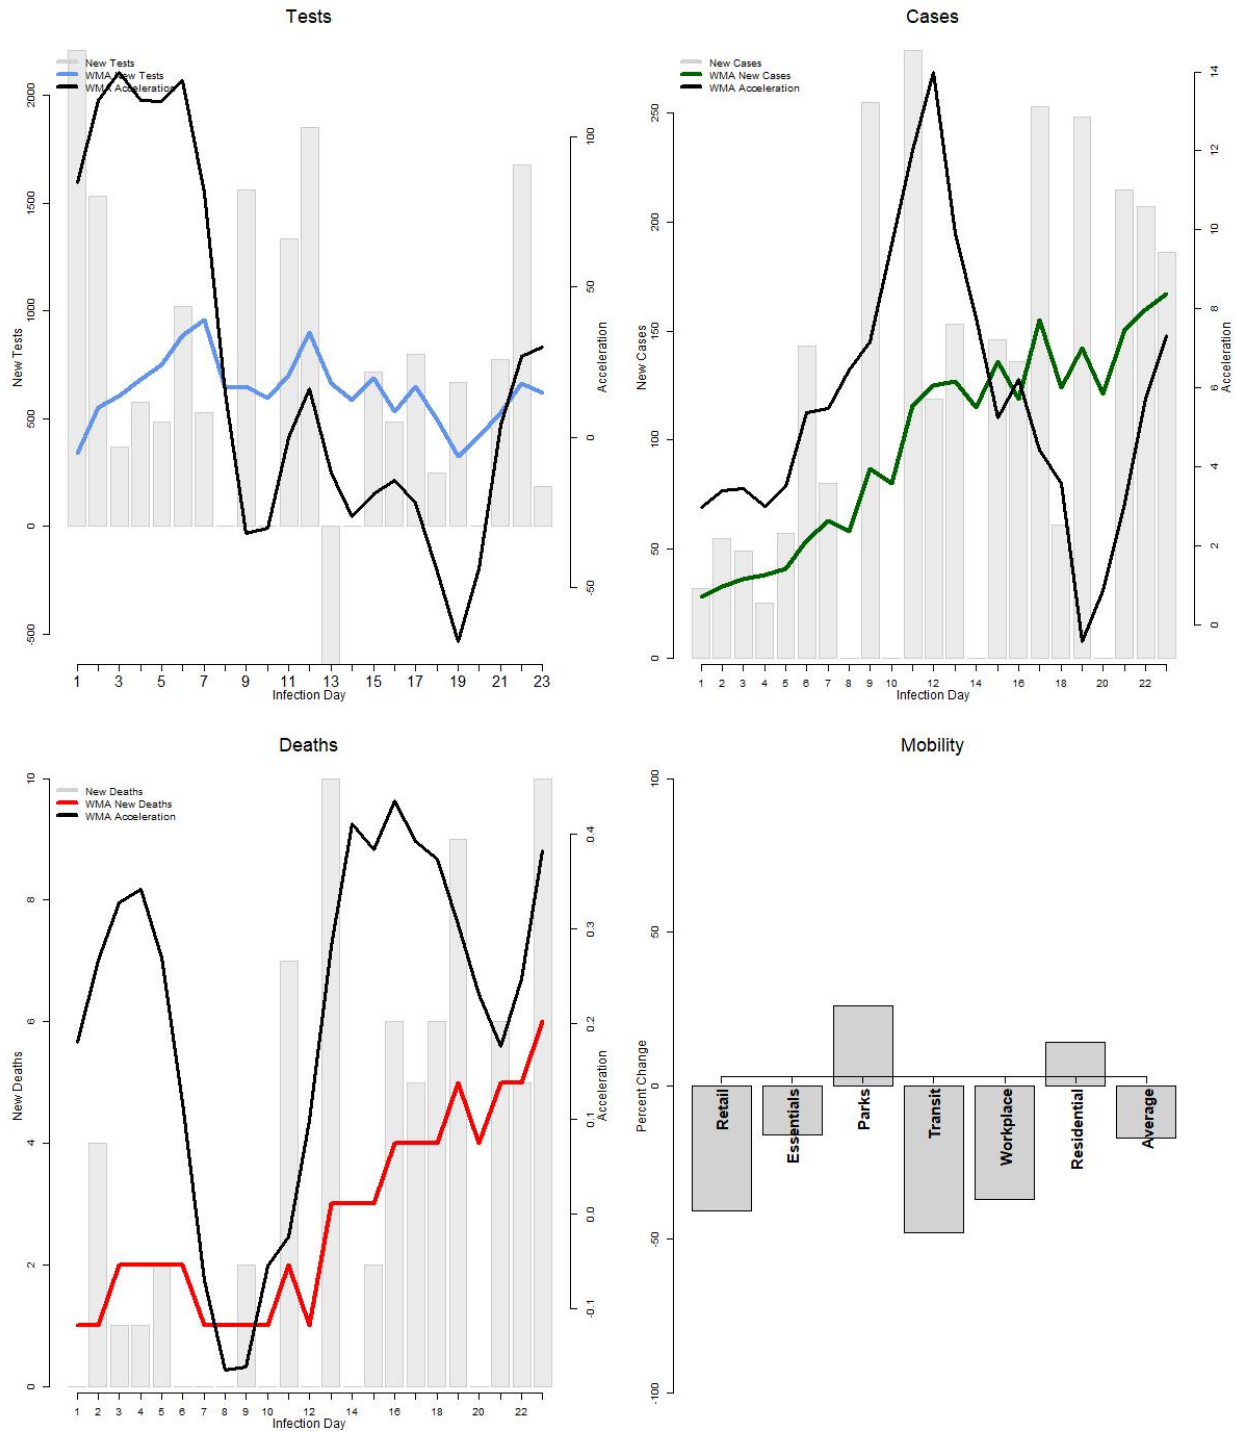 Tests
New Tests
WMA New Tests
WMA Acceleration
2000
1500
1000
500
0
-500
New Tests
100
50
0
-50
Acceleration
1 3 5 7 9 11 13 15 17 19 21 23
Infection Day
Cases
New Cases
WMA New Cases
WMA Acceleration
250
200
150
100
50
0
New Cases
14
12
10
8
6
4
2
0
Acceleration
1 2 3 4 5 6 7 8 9 10 12 14 16 18 20 22
Infection Day
Deaths
New Deaths
WMA New Deaths
WMA Acceleration
10
8
6
4
2
0
New Deaths
0.4
0.3
0.2
0.1
0.0
-0.1
Acceleration
1 2 3 4 5 6 7 8 9 10 12 14 16 18 20 22
Infection Day
Mobility
100
50
0
-50
-100
Percent Change
Retail
Essentials
Parks
Transit
Workplace
Residential
Average